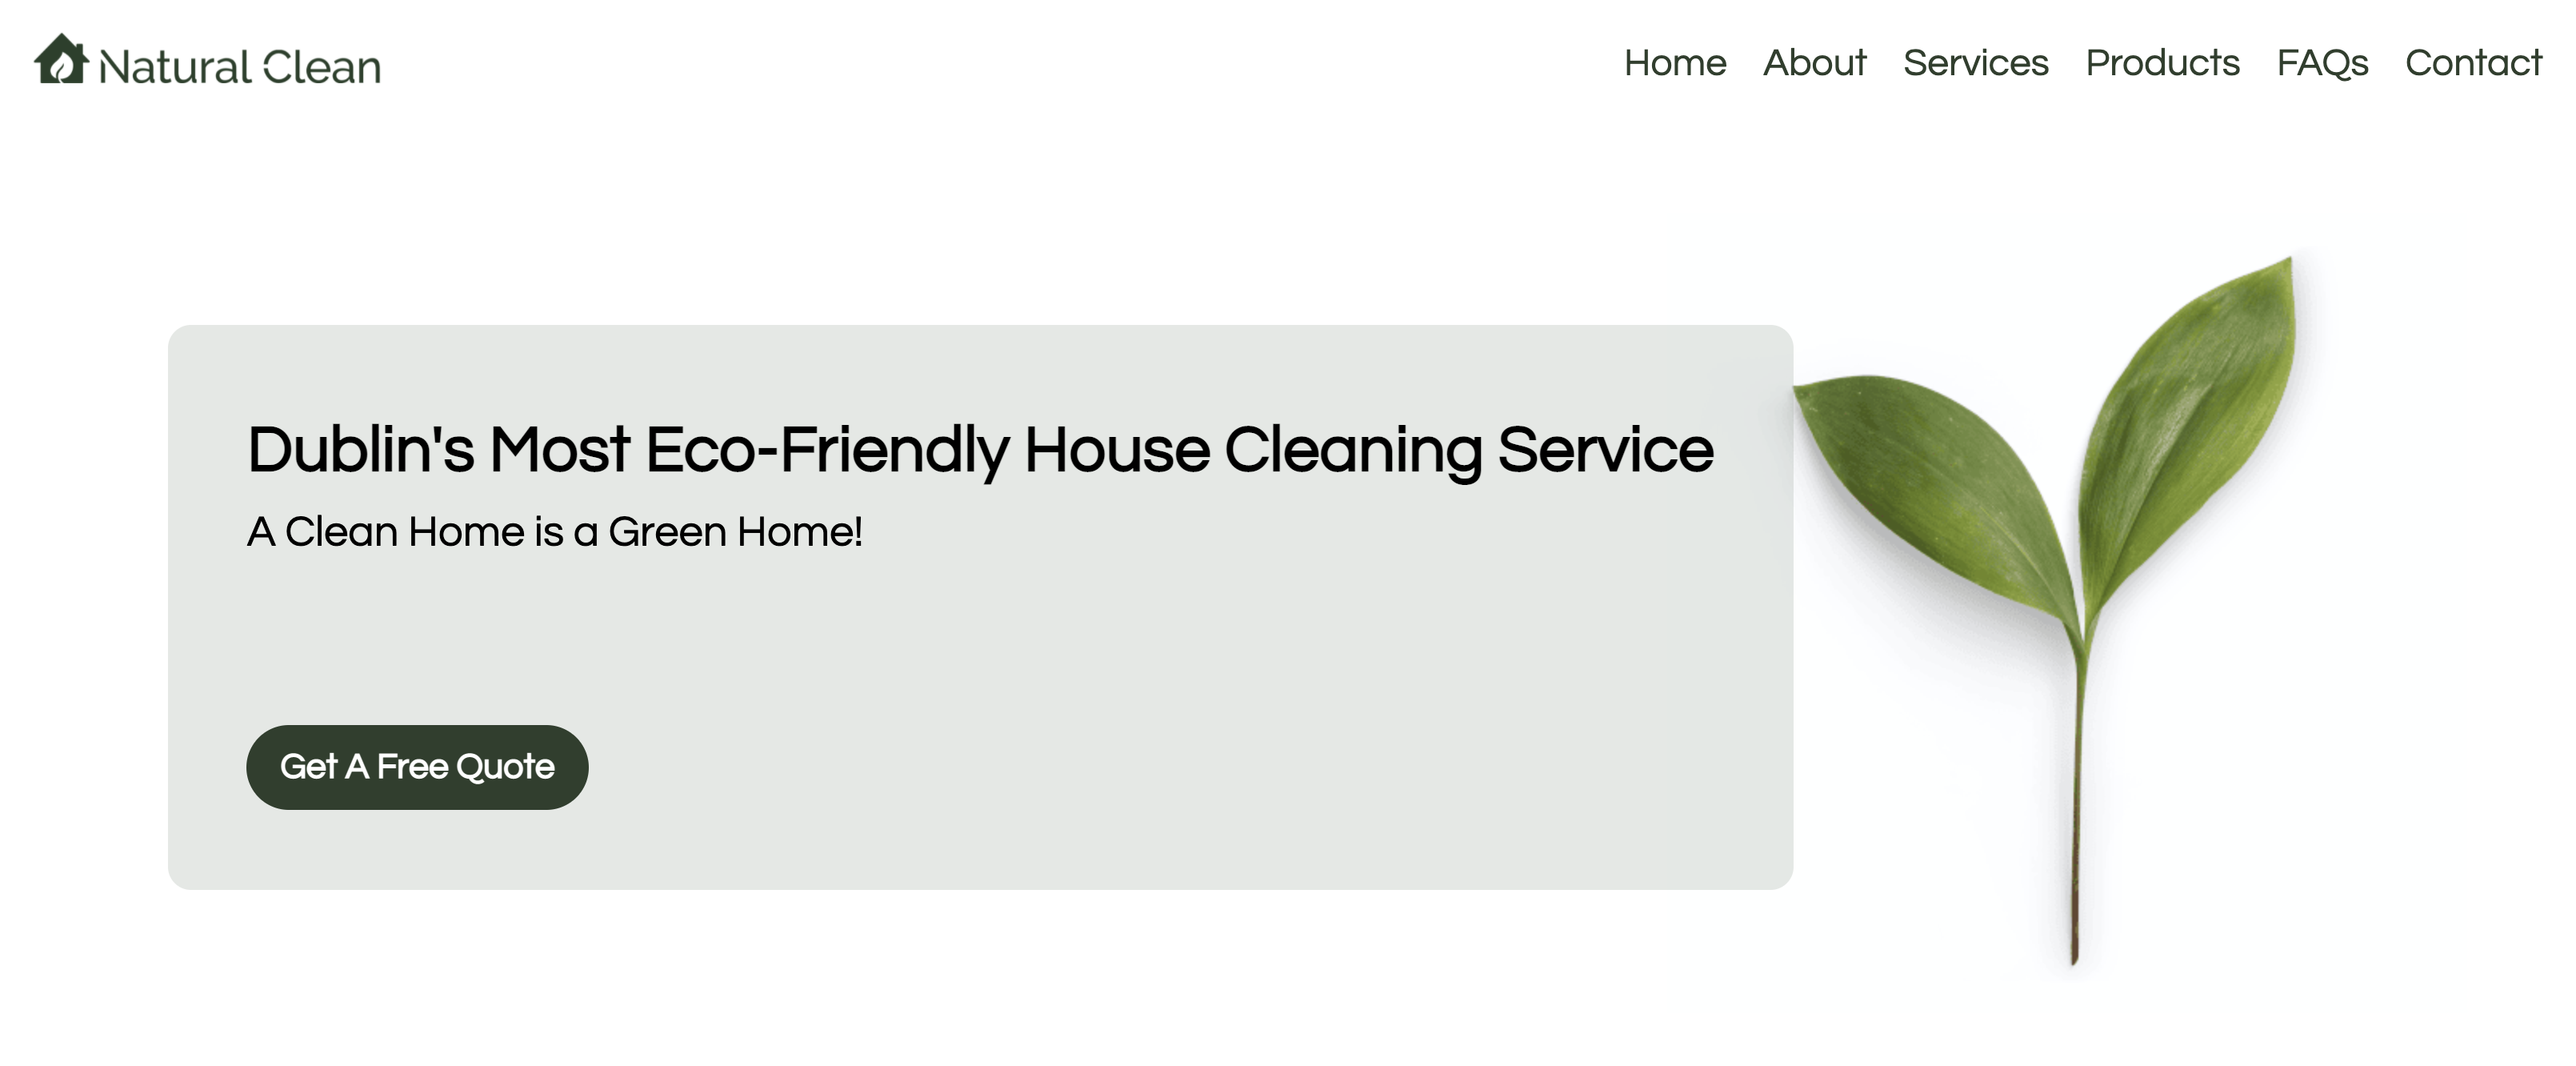 Natural Clean
Home About Services Products FAQs Contact
Dublin's Most Eco-Friendly House Cleaning Service
A Clean Home is a Green Home!
Get A Free Quote